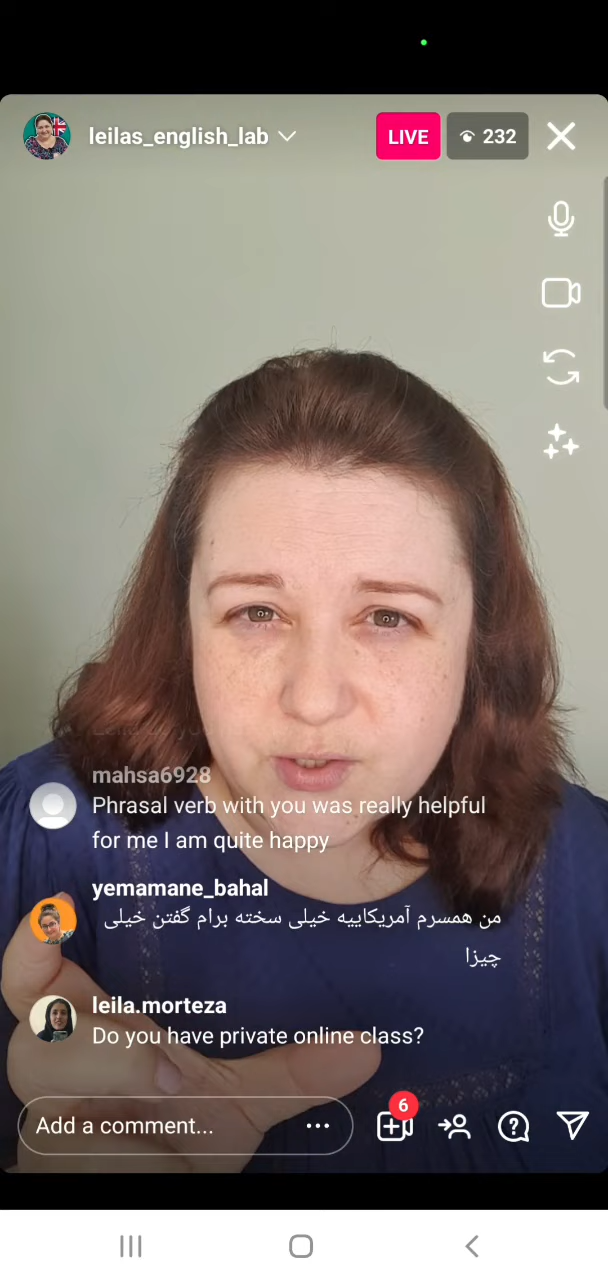 leilas_english_lab
LIVE
232
mahsa6928
Phrasal verb with you was really helpful
for me I am quite happy
yemamane_bahal
من همسرم آمریکاییه خیلی سخته برام گفتن خیلی
چیزا
leila.morteza
Do you have private online class?
6
Add a comment...